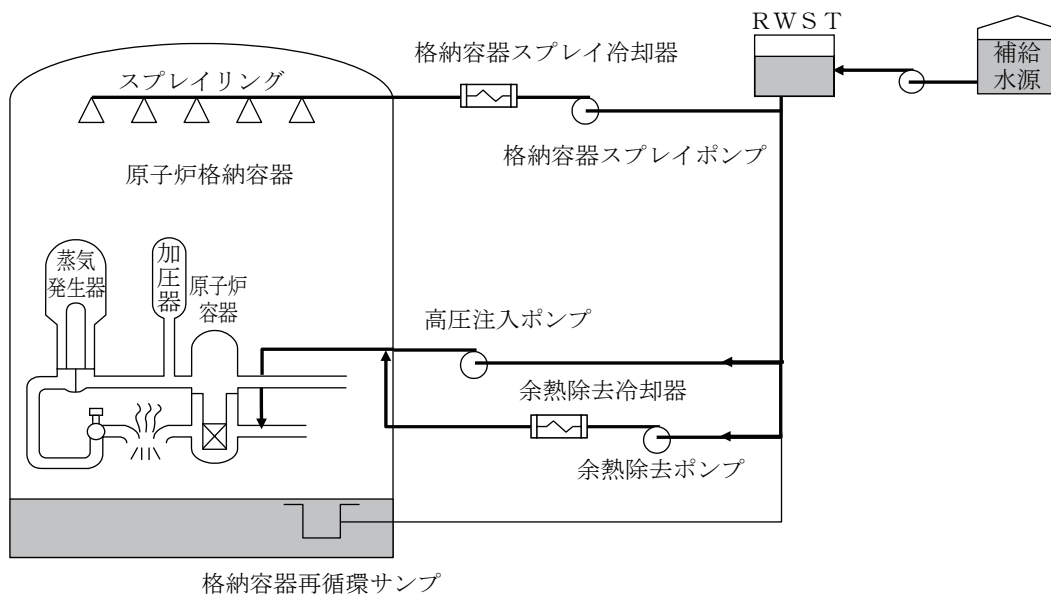 RWST
補給
水源
格納容器スプレイ冷却器
スプレイリング
格納容器スプレイポンプ
原子炉格納容器
蒸気
発生器
加圧器
原子炉
容器
高圧注入ポンプ
余熱除去冷却器
余熱除去ポンプ
格納容器再循環サンプ